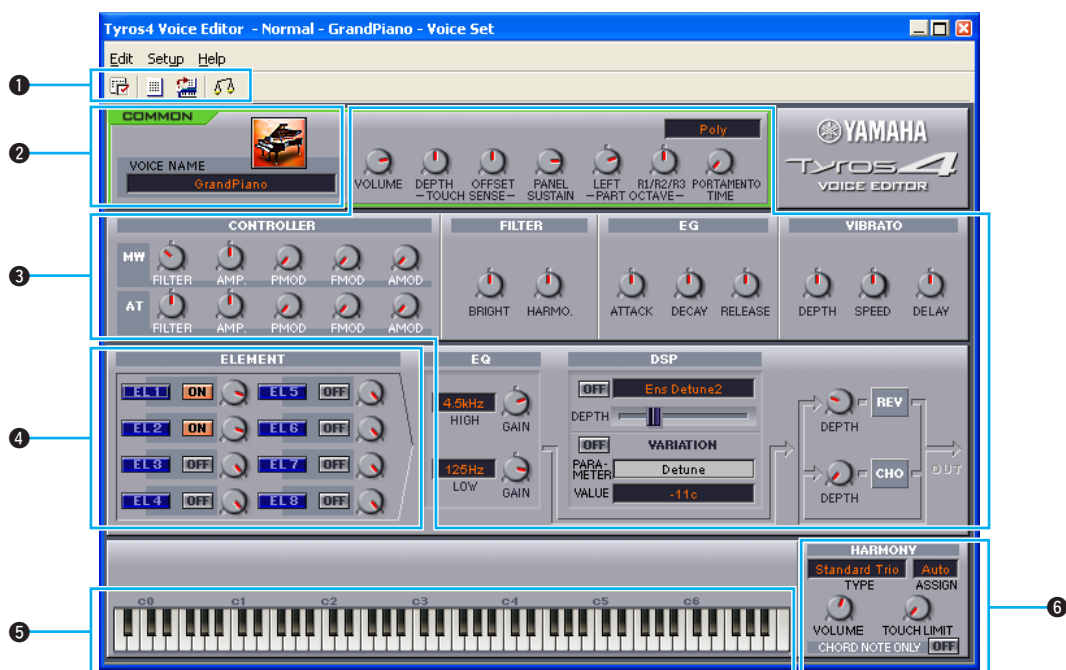 Tyros4 Voice Editor - Normal - GrandPiano - Voice Set
Edit Setup Help
❶
❷
COMMON
VOICE NAME
GrandPiano
Poly
VOLUME DEPTH OFFSET PANEL LEFT R1/R2/R3 PORTAMENTO
–TOUCH SENSE– SUSTAIN –PART OCTAVE– TIME
YAMAHA
Tyros4
VOICE EDITOR
❸
CONTROLLER
MW
FILTER AMP. PMOD FMOD AMOD
AT
FILTER AMP. PMOD FMOD AMOD
FILTER
BRIGHT HARMO.
EG
ATTACK DECAY RELEASE
VIBRATO
DEPTH SPEED DELAY
❹
ELEMENT
EL1 ON EL5 OFF
EL2 ON EL6 OFF
EL3 OFF EL7 OFF
EL4 OFF EL8 OFF
EQ
4.5kHz
HIGH GAIN
125Hz
LOW GAIN
DSP
OFF Ens Detune2
DEPTH
OFF VARIATION
PARA-METER Detune
VALUE -11c
DEPTH REV
DEPTH CHO
OUT
❺
C0 C1 C2 C3 C4 C5 C6
❻
HARMONY
Standard Trio Auto
TYPE ASSIGN
VOLUME TOUCH LIMIT
CHORD NOTE ONLY OFF